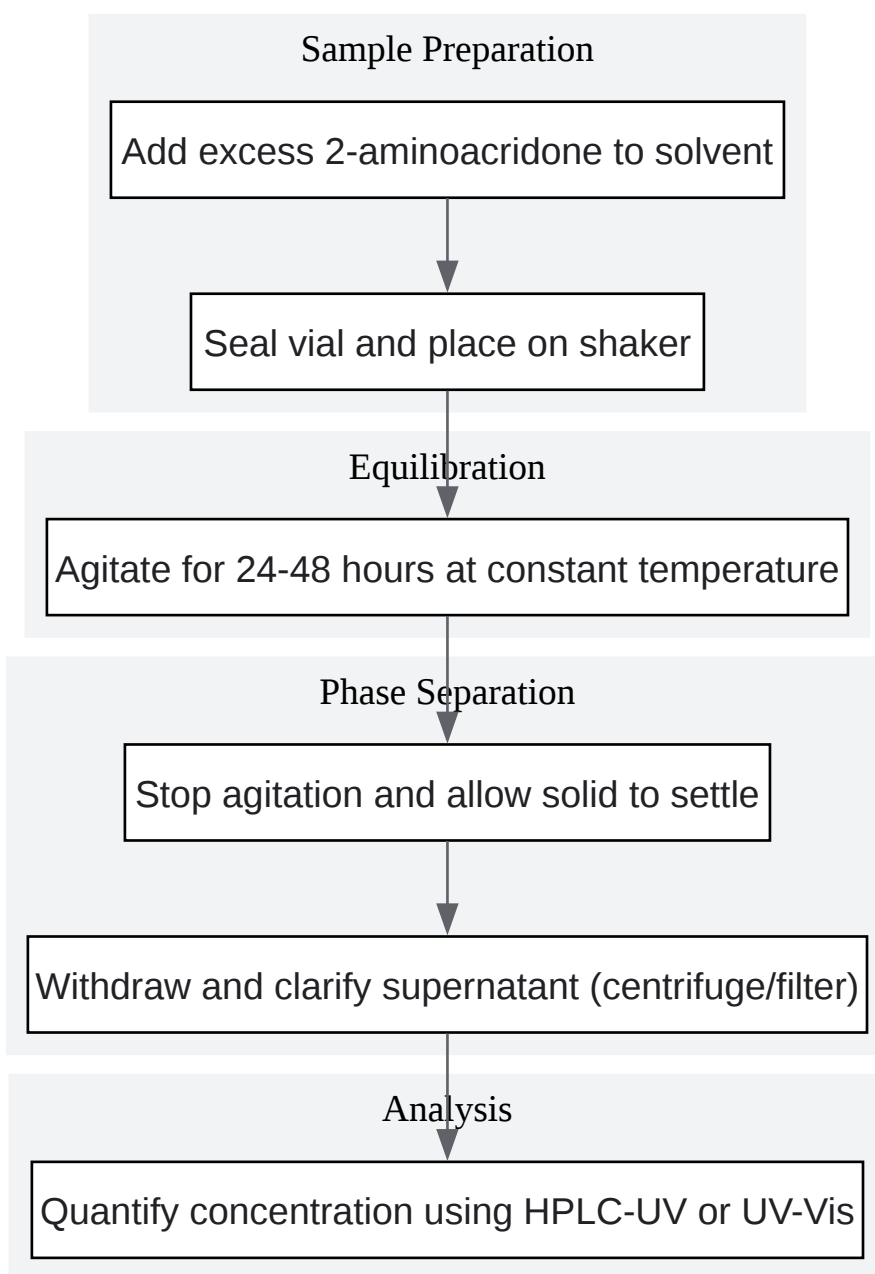 Sample Preparation
Add excess 2-aminoacridone to solvent
Seal vial and place on shaker
Equilibration
Agitate for 24-48 hours at constant temperature
Phase Separation
Stop agitation and allow solid to settle
Withdraw and clarify supernatant (centrifuge/filter)
Analysis
Quantify concentration using HPLC-UV or UV-Vis